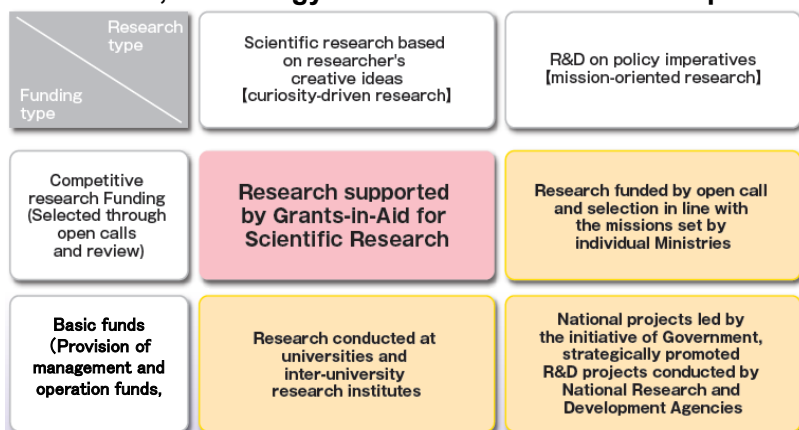 Research
type
Funding
type
Scientific research based
on researcher's
creative ideas
【curiosity-driven research】
R&D on policy imperatives
【mission-oriented research】
Competitive
research Funding
(Selected through
open calls
and review)
Research supported
by Grants-in-Aid for
Scientific Research
Research funded by open call
and selection in line with
the missions set by
individual Ministries
Basic funds
(Provision of
management and
operation funds,
Research conducted at
universities and
inter-university
research institutes
National projects led by
the initiative of Government,
strategically promoted
R&D projects conducted by
National Research and
Development Agencies